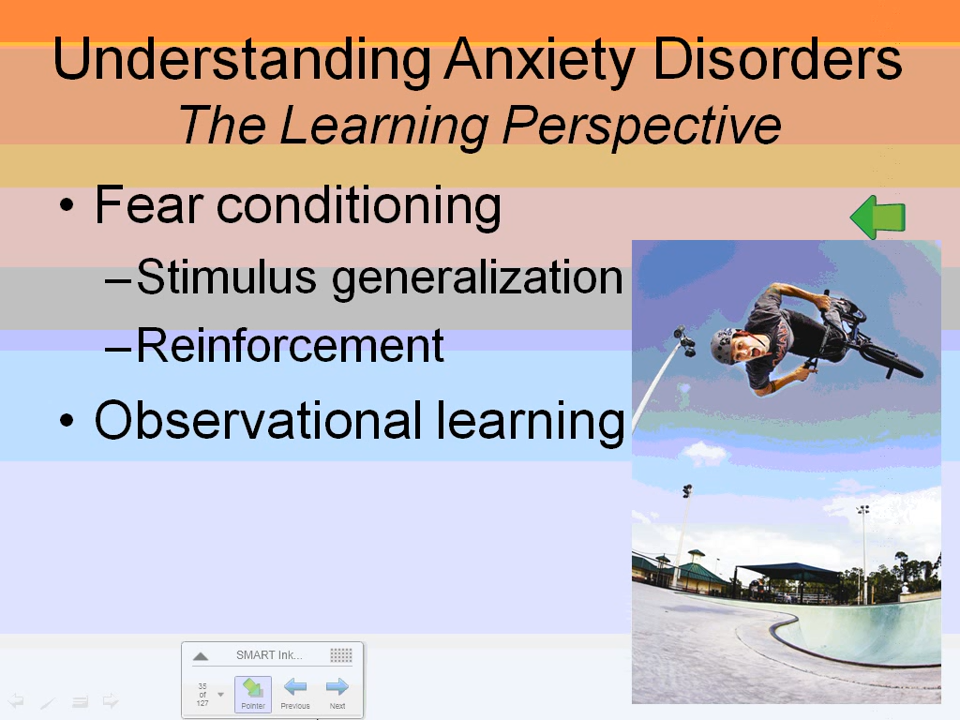 Understanding Anxiety Disorders
The Learning Perspective
• Fear conditioning
–Stimulus generalization
–Reinforcement
• Observational learning
SMART Ink...
35
of
127
Pointer Previous Next